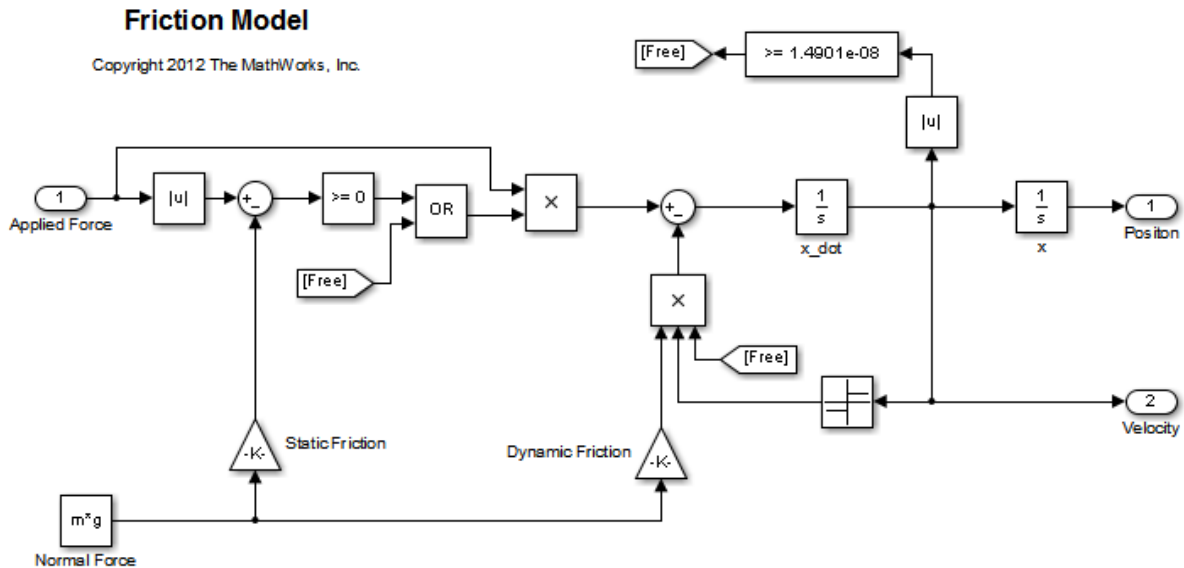 Friction Model
Copyright 2012 The MathWorks, Inc.
[Free]
>= 1.4901e-08
|u|
1
Applied Force
|u|
+
-
>= 0
OR
×
[Free]
+
-
1
s
x_dot
1
s
x
1
Positon
×
[Free]
2
Velocity
-K-
Static Friction
Dynamic Friction
-K-
m*g
Normal Force